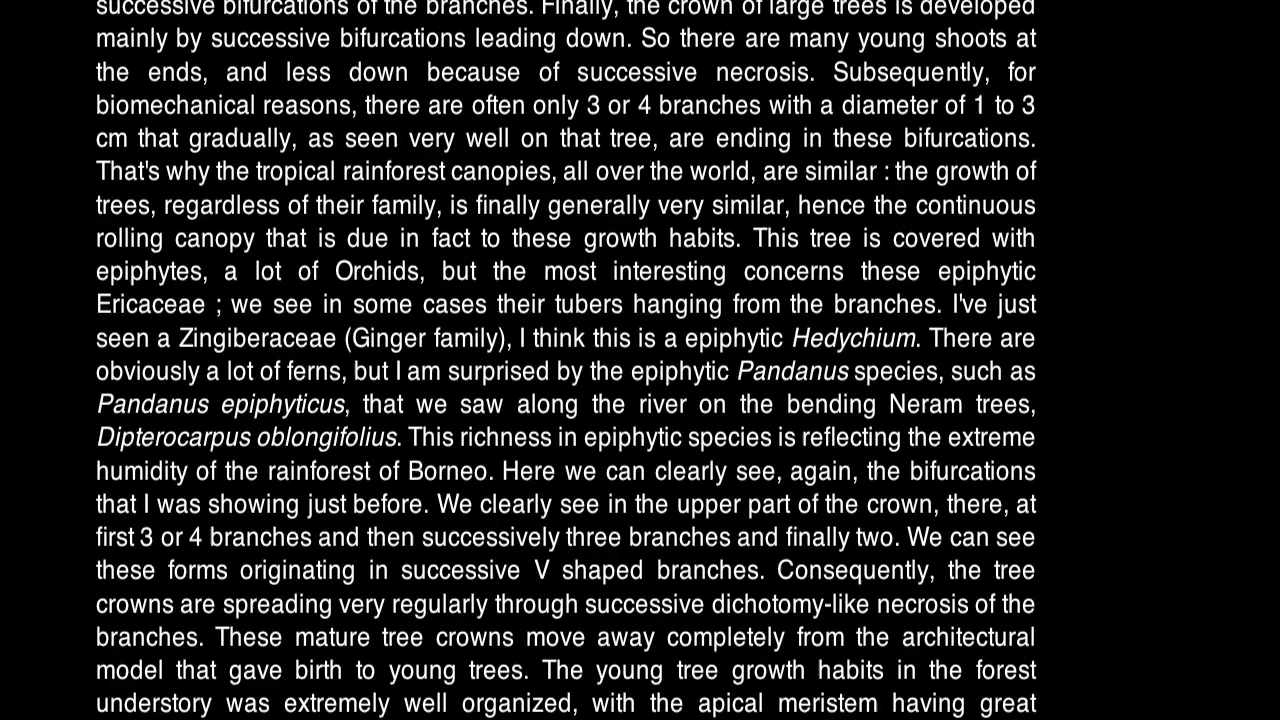 successive bifurcations of the branches. Finally, the crown of large trees is developed
mainly by successive bifurcations leading down. So there are many young shoots at
the ends, and less down because of successive necrosis. Subsequently, for
biomechanical reasons, there are often only 3 or 4 branches with a diameter of 1 to 3
cm that gradually, as seen very well on that tree, are ending in these bifurcations.
That's why the tropical rainforest canopies, all over the world, are similar : the growth of
trees, regardless of their family, is finally generally very similar, hence the continuous
rolling canopy that is due in fact to these growth habits. This tree is covered with
epiphytes, a lot of Orchids, but the most interesting concerns these epiphytic
Ericaceae ; we see in some cases their tubers hanging from the branches. I've just
seen a Zingiberaceae (Ginger family), I think this is a epiphytic Hedychium. There are
obviously a lot of ferns, but I am surprised by the epiphytic Pandanus species, such as
Pandanus epiphyticus, that we saw along the river on the bending Neram trees,
Dipterocarpus oblongifolius. This richness in epiphytic species is reflecting the extreme
humidity of the rainforest of Borneo. Here we can clearly see, again, the bifurcations
that I was showing just before. We clearly see in the upper part of the crown, there, at
first 3 or 4 branches and then successively three branches and finally two. We can see
these forms originating in successive V shaped branches. Consequently, the tree
crowns are spreading very regularly through successive dichotomy-like necrosis of the
branches. These mature tree crowns move away completely from the architectural
model that gave birth to young trees. The young tree growth habits in the forest
understory was extremely well organized, with the apical meristem having great